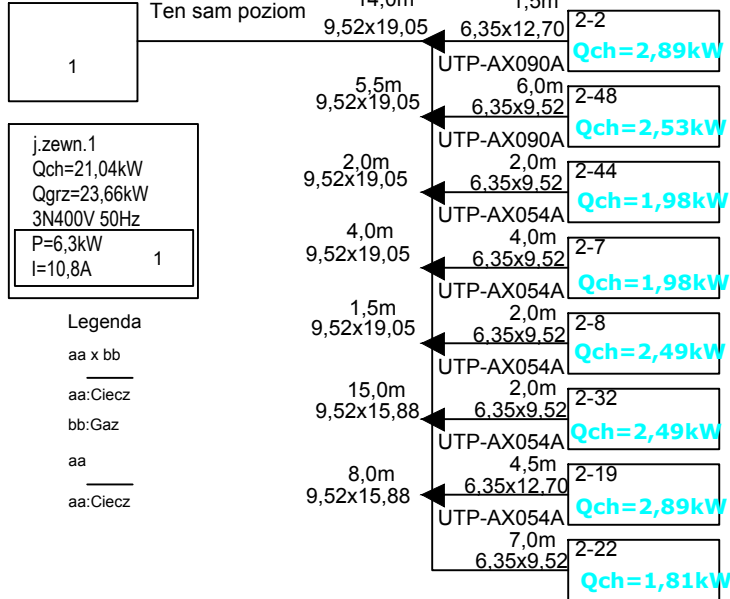 Ten sam poziom
1
14,0m
9,52x19,05
1,5m
6,35x12,70
2-2
Qch=2,89kW
UTP-AX090A
5,5m
9,52x19,05
6,0m
6,35x9,52
2-48
Qch=2,53kW
UTP-AX090A
2,0m
9,52x19,05
2,0m
6,35x9,52
2-44
Qch=1,98kW
UTP-AX054A
4,0m
9,52x19,05
4,0m
6,35x9,52
2-7
Qch=1,98kW
UTP-AX054A
1,5m
9,52x19,05
2,0m
6,35x9,52
2-8
Qch=2,49kW
UTP-AX054A
15,0m
9,52x15,88
2,0m
6,35x9,52
2-32
Qch=2,49kW
UTP-AX054A
8,0m
9,52x15,88
4,5m
6,35x12,70
2-19
Qch=2,89kW
UTP-AX054A
7,0m
6,35x9,52
2-22
Qch=1,81kW
j.zewn.1
Qch=21,04kW
Qgrz=23,66kW
3N400V 50Hz
P=6,3kW
I=10,8A
1
Legenda
aa x bb
aa:Ciecz
bb:Gaz
aa
aa:Ciecz